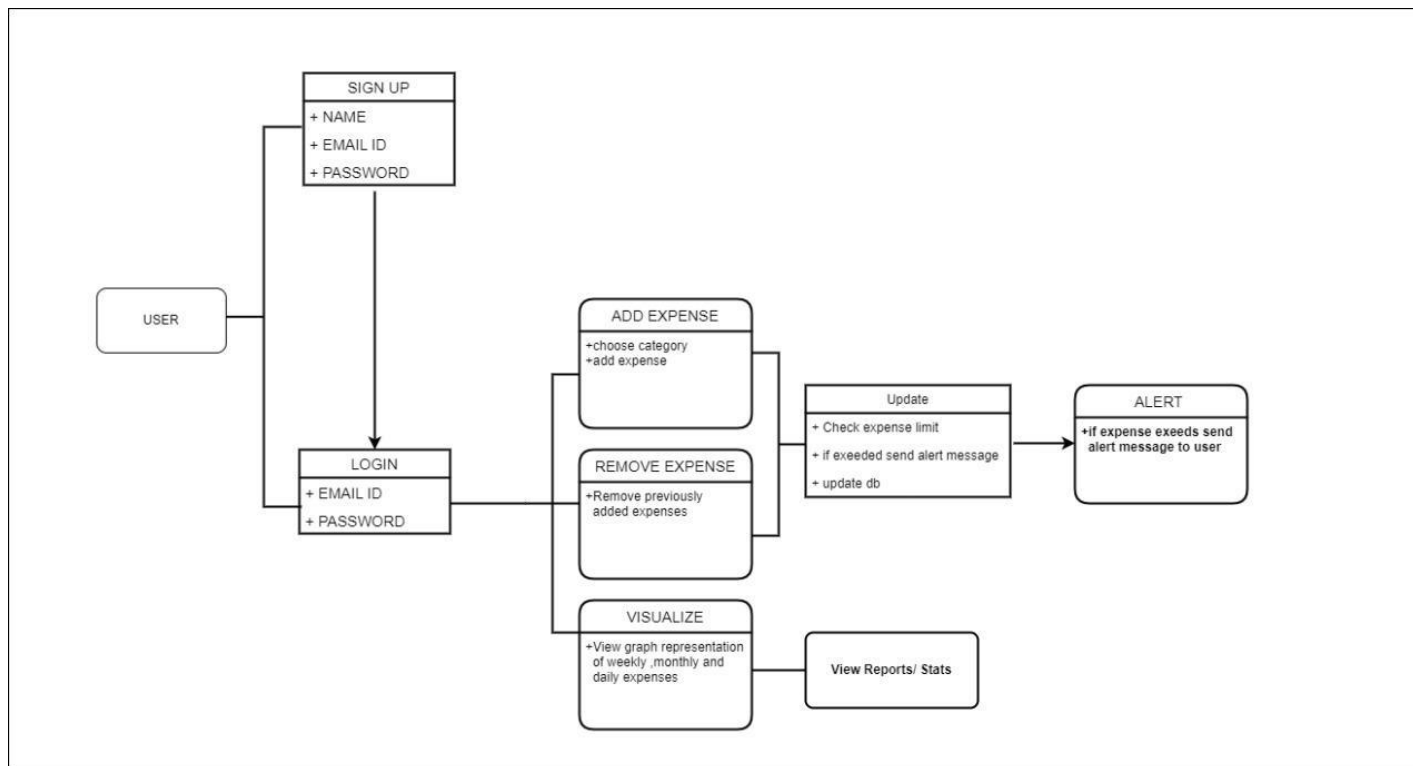 SIGN UP
+ NAME
+ EMAIL ID
+ PASSWORD
USER
LOGIN
+ EMAIL ID
+ PASSWORD
ADD EXPENSE
+choose category
+add expense
REMOVE EXPENSE
+Remove previously
added expenses
VISUALIZE
+View graph representation
of weekly ,monthly and
daily expenses
Update
+ Check expense limit
+ if exeeded send alert message
+ update db
ALERT
+if expense exeeds send
alert message to user
View Reports/ Stats